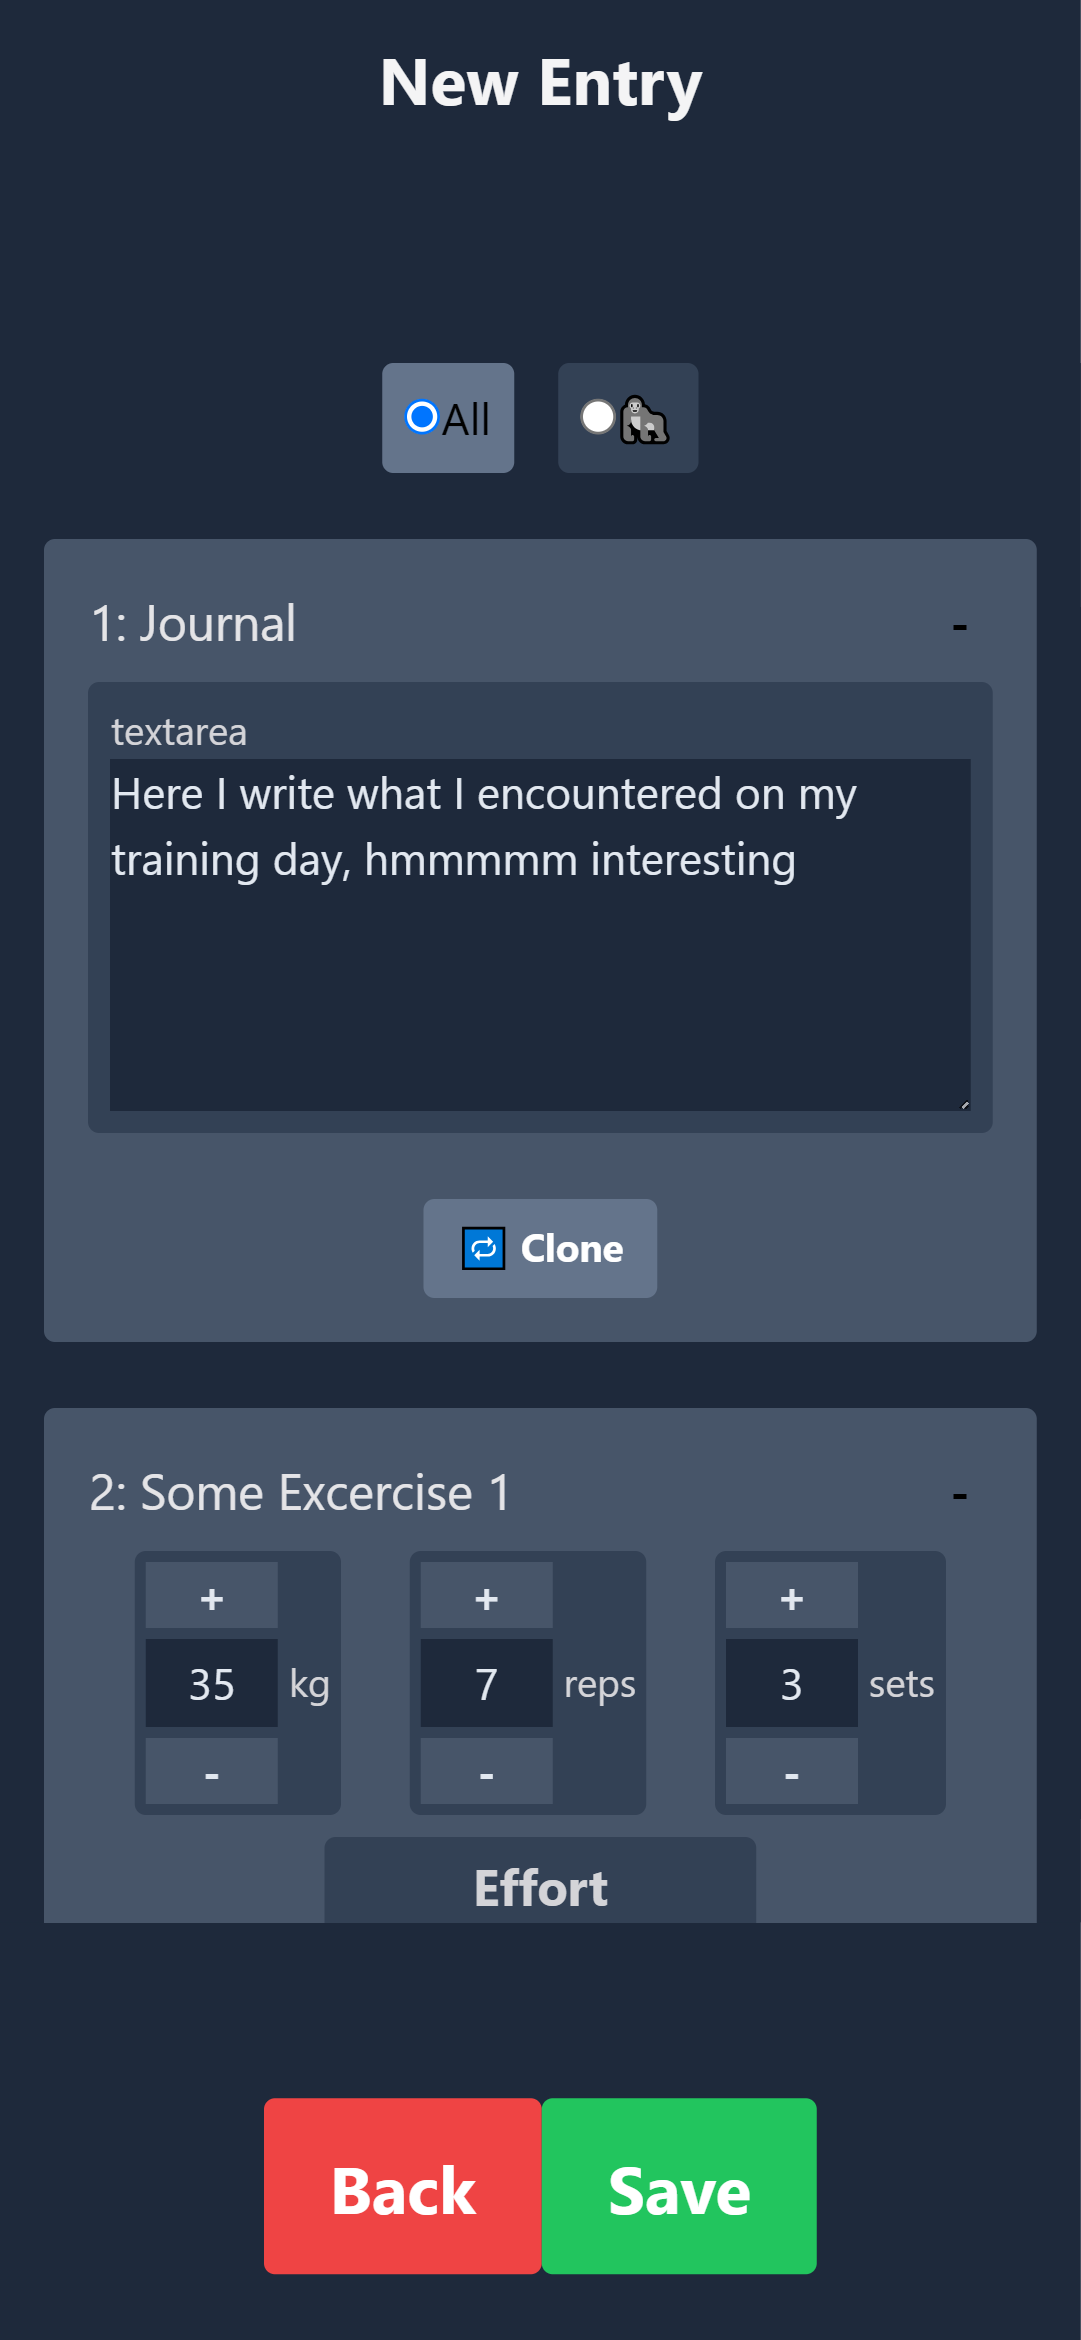 New Entry
All
1: Journal -
textarea
Here I write what I encountered on my
training day, hmmmmm interesting
Clone
2: Some Excercise 1 -
+ + +
35 kg 7 reps 3 sets
- - -
Effort
Back Save